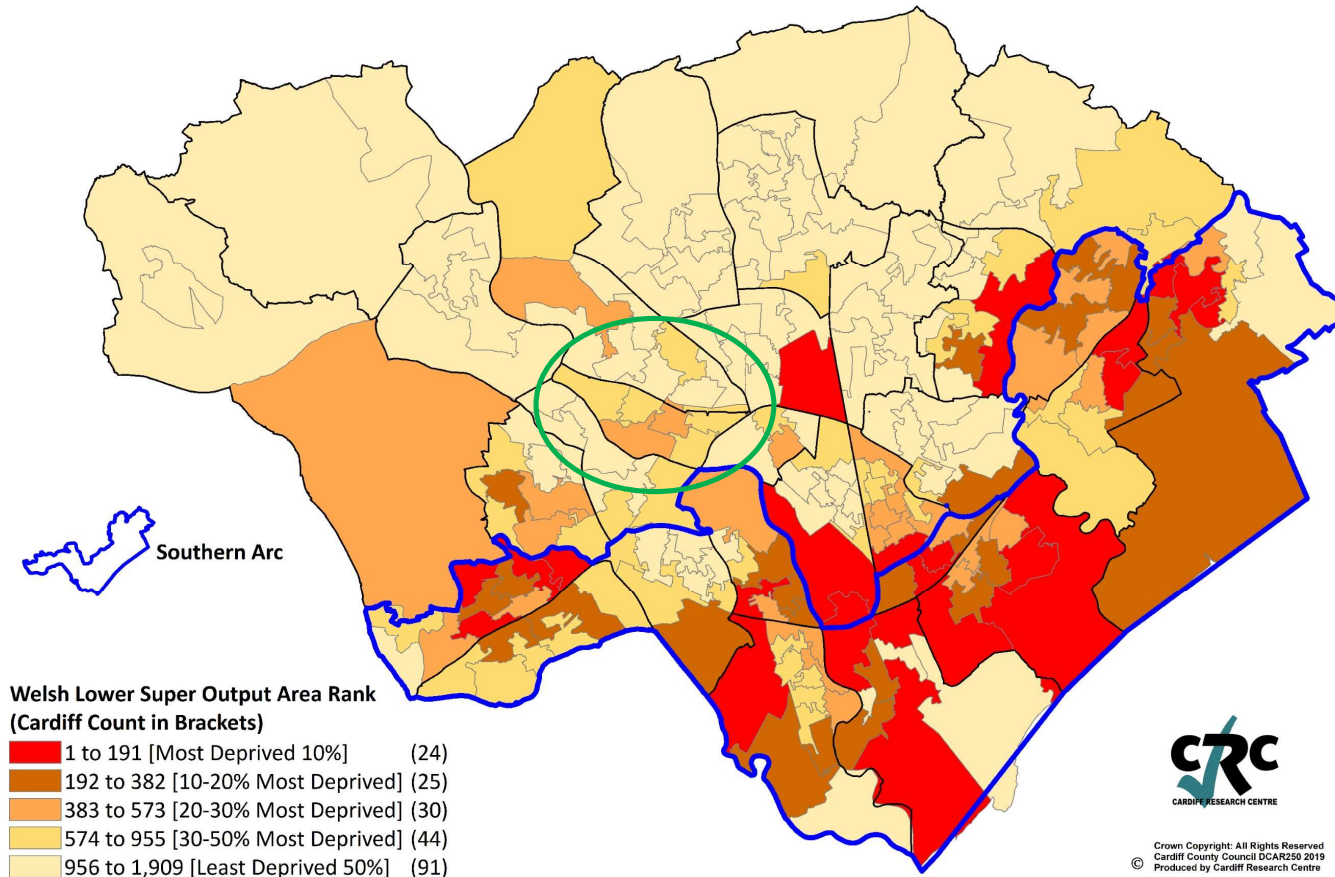 Southern Arc
Welsh Lower Super Output Area Rank
(Cardiff Count in Brackets)
1 to 191 [Most Deprived 10%] (24)
192 to 382 [10-20% Most Deprived] (25)
383 to 573 [20-30% Most Deprived] (30)
574 to 955 [30-50% Most Deprived] (44)
956 to 1,909 [Least Deprived 50%] (91)
CRC
CARDIFF RESEARCH CENTRE
Crown Copyright: All Rights Reserved
Cardiff County Council DCAR250 2019
© Produced by Cardiff Research Centre